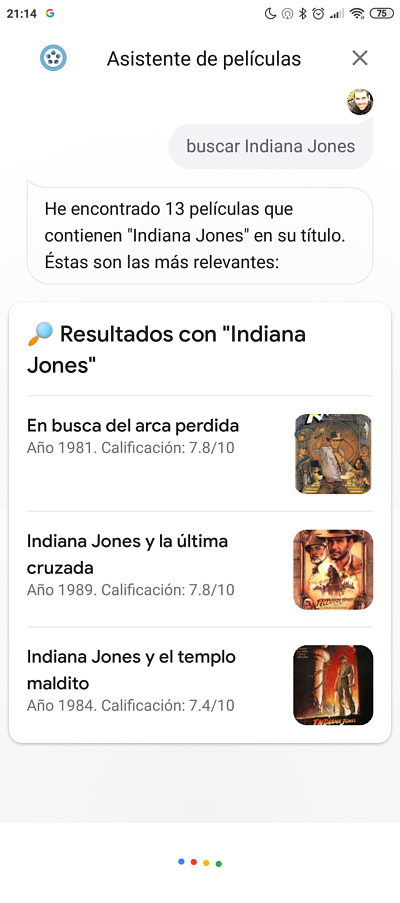 21:14 G 75
Asistente de películas
buscar Indiana Jones
He encontrado 13 películas que
contienen "Indiana Jones" en su título.
Éstas son las más relevantes:
Resultados con "Indiana
Jones"
En busca del arca perdida
Año 1981. Calificación: 7.8/10
Indiana Jones y la última
cruzada
Año 1989. Calificación: 7.8/10
Indiana Jones y el templo
maldito
Año 1984. Calificación: 7.4/10
INDIANA JONES